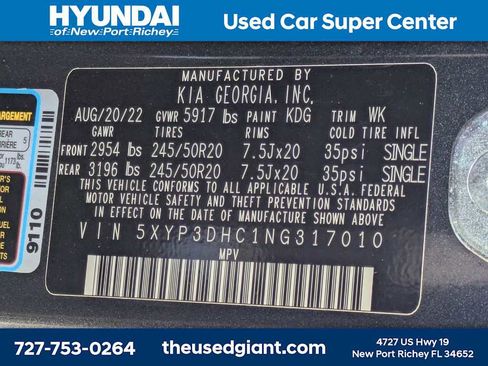 HYUNDAI
of New Port Richey
Used Car Super Center
MANUFACTURED BY
KIA GEORGIA, INC,
AUG/20/22 GVWR 5917 lbs PAINT KDG TRIM WK
GAWR TIRES RIMS COLD TIRE INFL
FRONT 2954 lbs 245/50R20 7.5Jx20 35psi SINGLE
REAR 3196 lbs 245/50R20 7.5Jx20 35psi SINGLE
THIS VEHICLE CONFORMS TO ALL APPLICABLE U.S.A. FEDERAL
MOTOR VEHICLE SAFETY STANDARDS IN EFFECT ON THE DATE OF
MANUFACTURE SHOWN ABOVE.
VIN 5XYP3DHC1NG317010
MPV
REAR 5
9110
727-753-0264
theusedgiant.com
4727 US Hwy 19
New Port Richey FL 34652